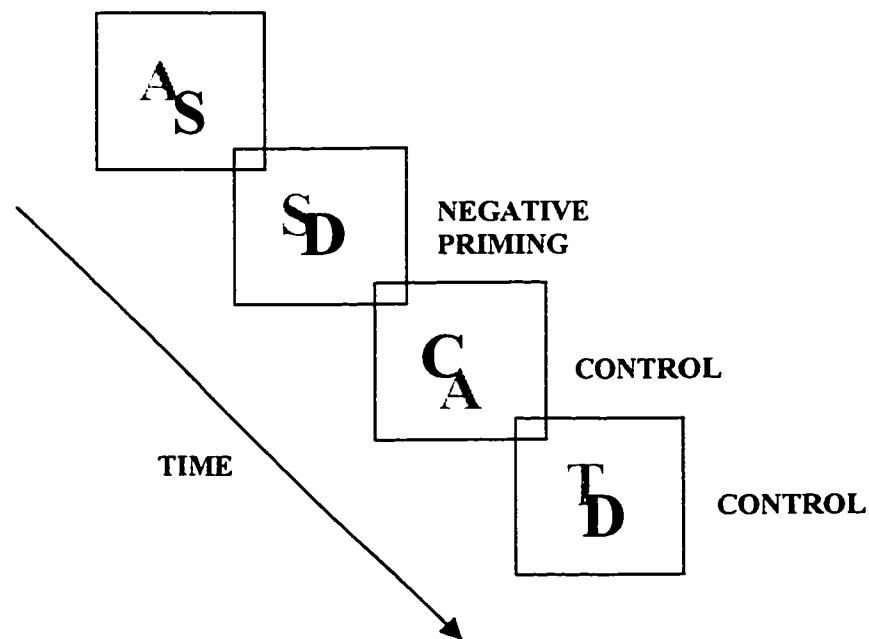 A
S
S
D
NEGATIVE
PRIMING
C
A
CONTROL
TIME
T
D
CONTROL